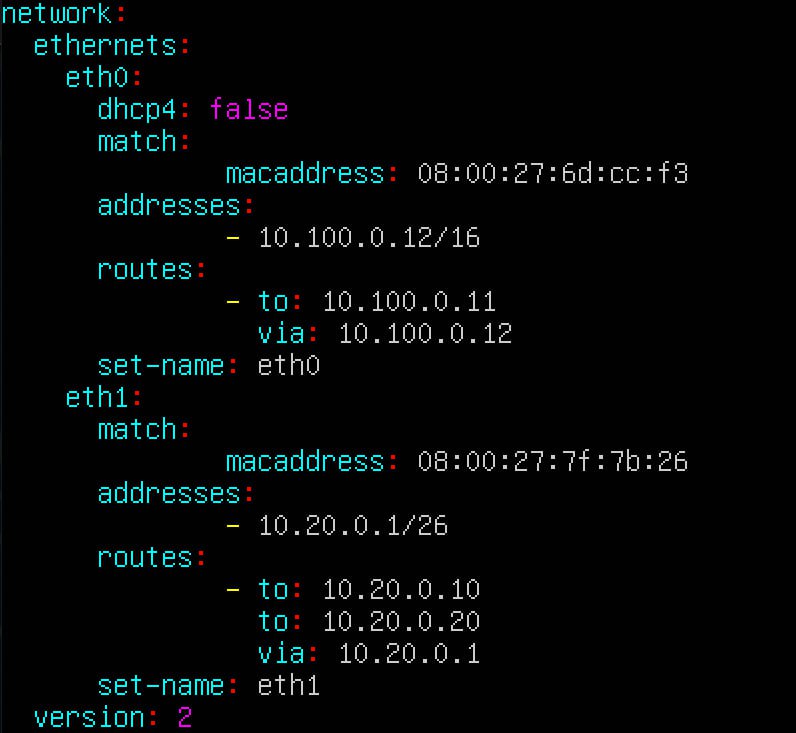 network:
  ethernets:
    eth0:
      dhcp4: false
      match:
              macaddress: 08:00:27:6d:cc:f3
      addresses:
              - 10.100.0.12/16
      routes:
              - to: 10.100.0.11
                via: 10.100.0.12
      set-name: eth0
    eth1:
      match:
              macaddress: 08:00:27:7f:7b:26
      addresses:
              - 10.20.0.1/26
      routes:
              - to: 10.20.0.10
                to: 10.20.0.20
                via: 10.20.0.1
      set-name: eth1
  version: 2